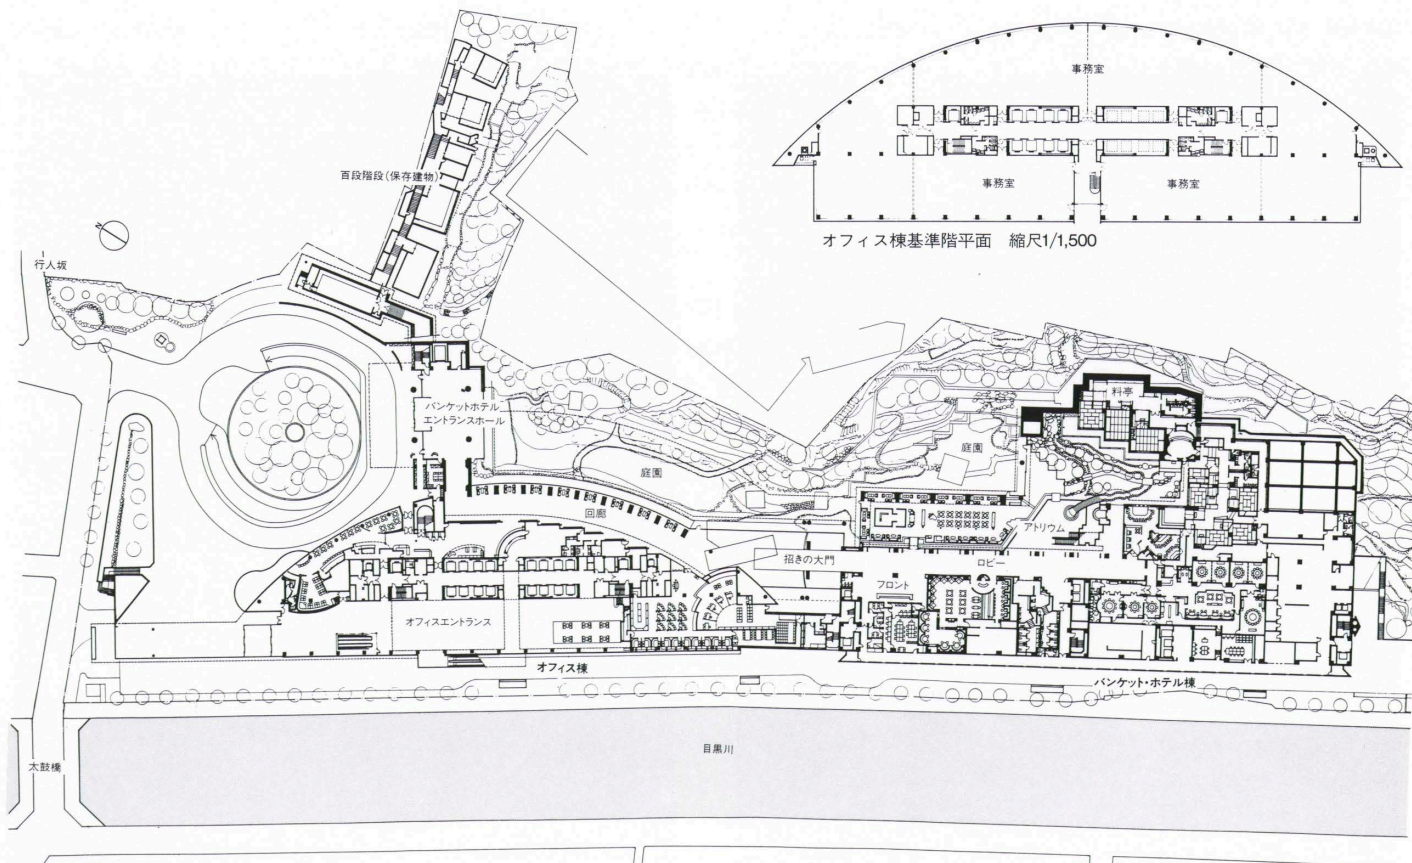 事務室
事務室
事務室
オフィス棟基準階平面 縮尺1/1,500
百段階段(保存建物)
N
行人坂
バンケットホテル
エントランスホール
庭園
回廊
庭園
料亭
アトリウム
招きの大門
ロビー
フロント
オフィスエントランス
オフィス棟
バンケット・ホテル棟
目黒川
太鼓橋